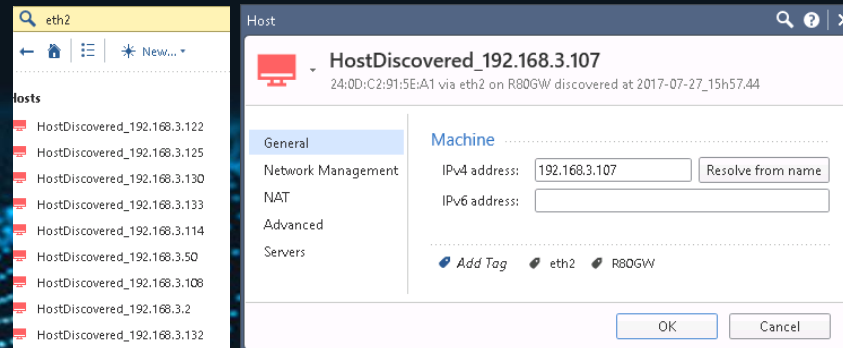 eth2
New...
Hosts
HostDiscovered_192.168.3.122
HostDiscovered_192.168.3.125
HostDiscovered_192.168.3.130
HostDiscovered_192.168.3.133
HostDiscovered_192.168.3.114
HostDiscovered_192.168.3.50
HostDiscovered_192.168.3.108
HostDiscovered_192.168.3.2
HostDiscovered_192.168.3.132
Host
HostDiscovered_192.168.3.107
24:0D:C2:91:5E:A1 via eth2 on R80GW discovered at 2017-07-27_15h57.44
General
Network Management
NAT
Advanced
Servers
Machine
IPv4 address: 192.168.3.107 Resolve from name
IPv6 address:
Add Tag eth2 R80GW
OK Cancel